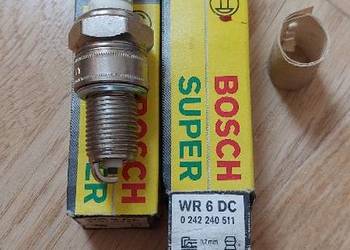 BOSCH
SUPER
BOSCH
SUPER
WR 6 DC
0 242 240 511